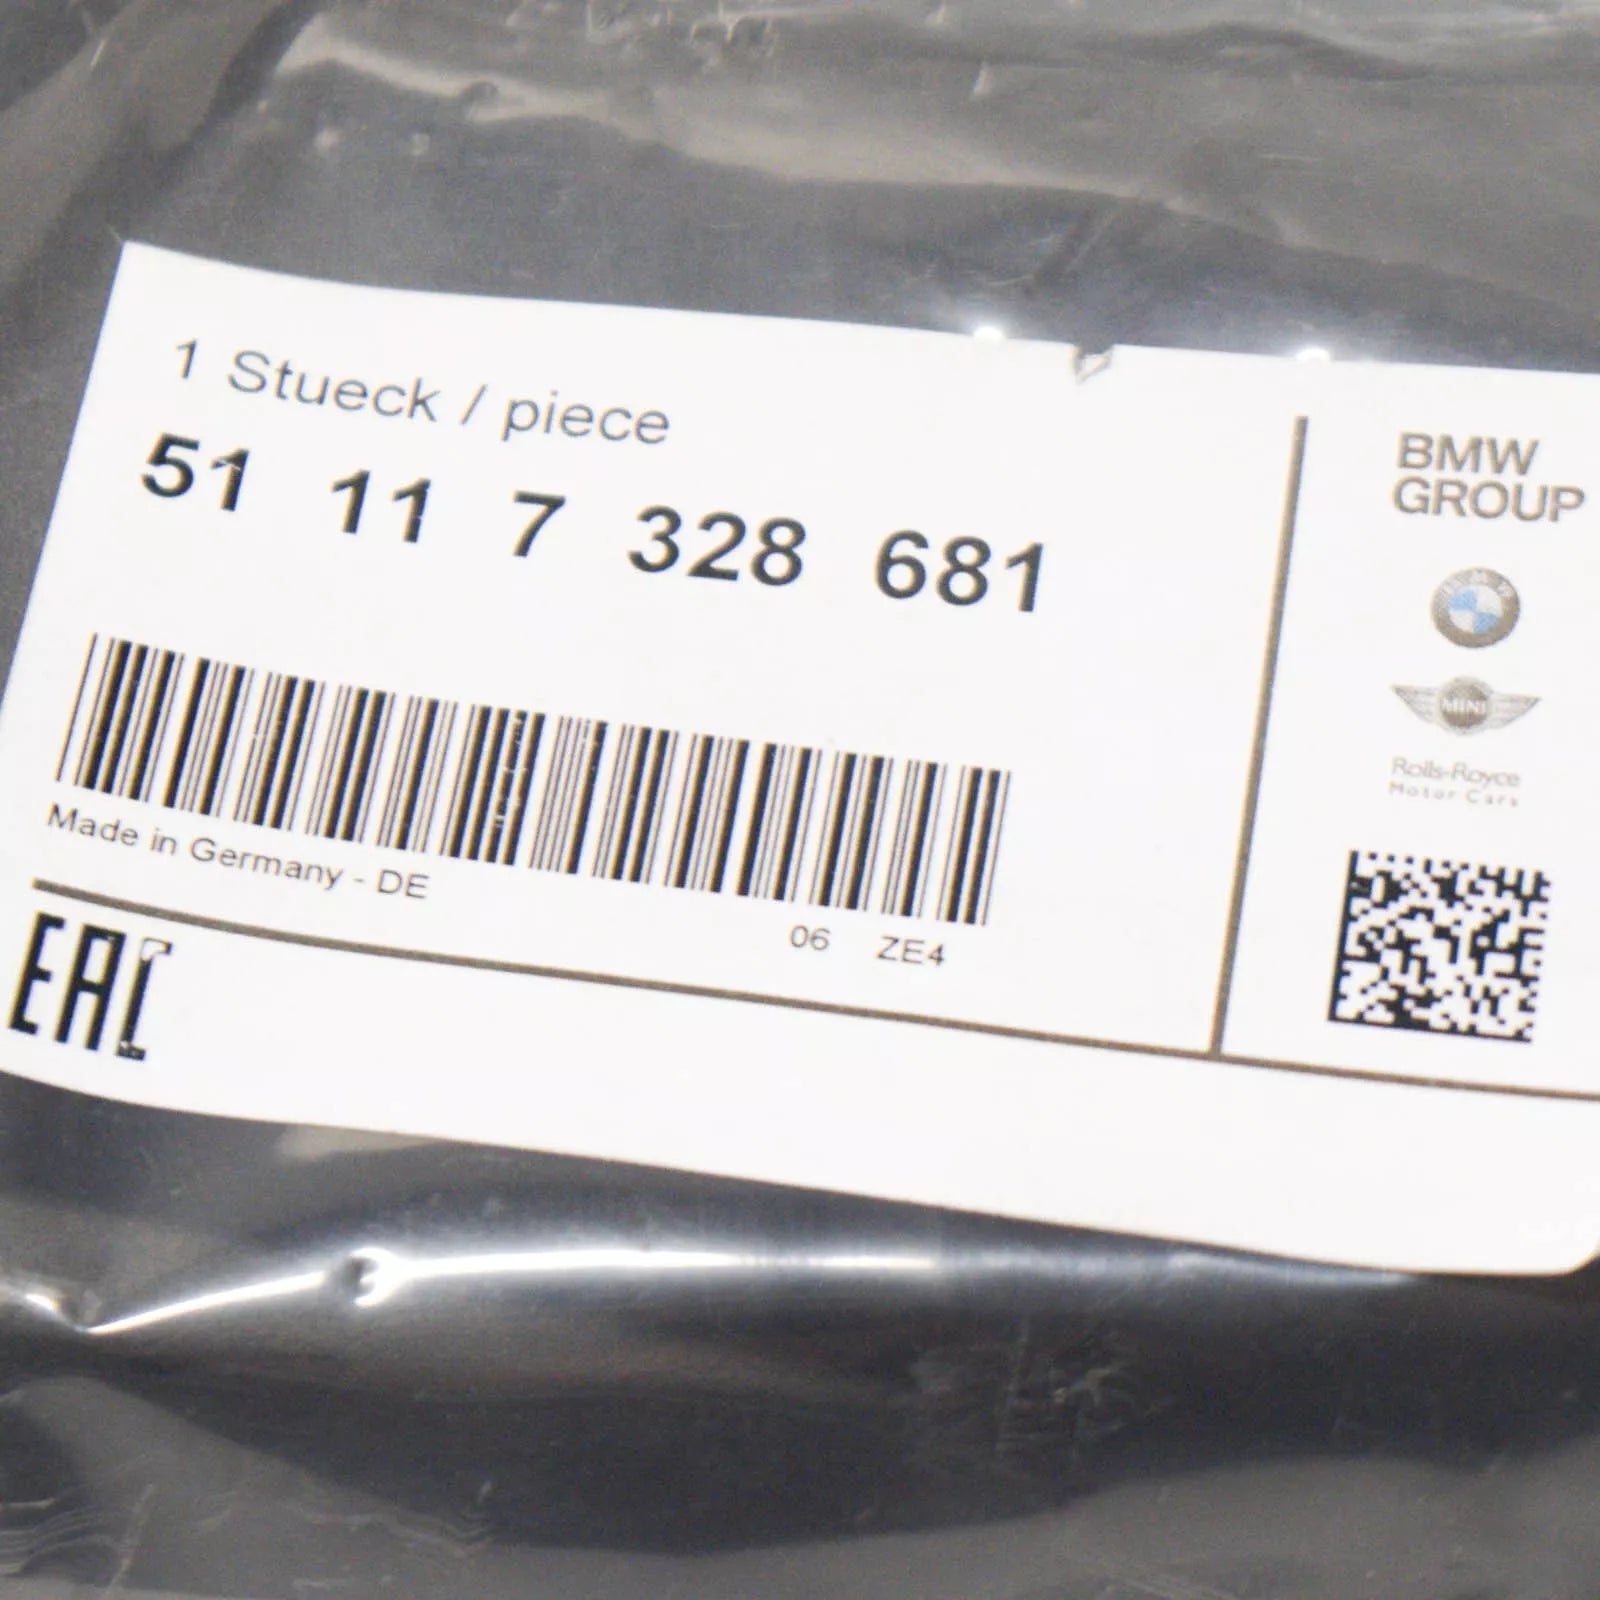 1 Stueck / piece
51 11 7 328 681
Made in Germany - DE
06 ZE4
EAC
BMW
GROUP
MINI
Rolls-Royce
Motor Cars